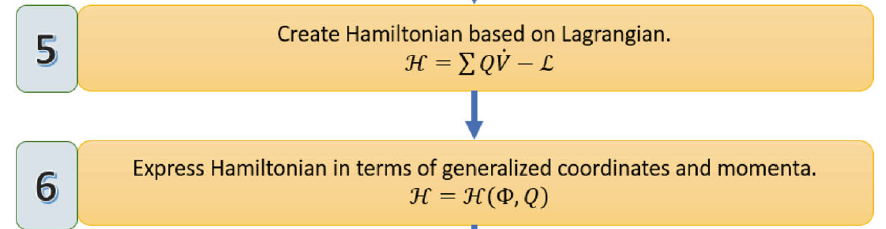 5
Create Hamiltonian based on Lagrangian.
ℋ = ∑ QV̇ − ℒ
6
Express Hamiltonian in terms of generalized coordinates and momenta.
ℋ = ℋ(Φ, Q)